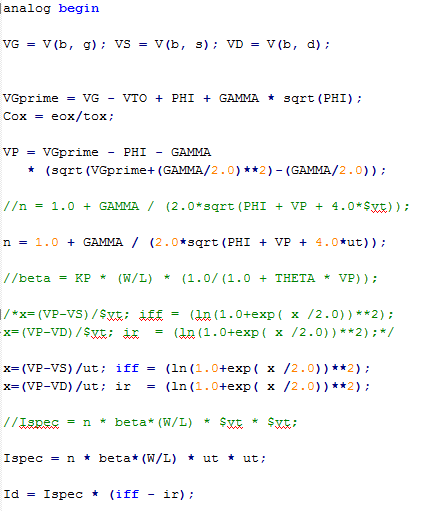 analog begin
VG = V(b, g); VS = V(b, s); VD = V(b, d);
VGprime = VG - VTO + PHI + GAMMA * sqrt(PHI);
Cox = eox/tox;
VP = VGprime - PHI - GAMMA
* (sqrt(VGprime+(GAMMA/2.0)**2)-(GAMMA/2.0));
//n = 1.0 + GAMMA / (2.0*sqrt(PHI + VP + 4.0*$vt));
n = 1.0 + GAMMA / (2.0*sqrt(PHI + VP + 4.0*ut));
//beta = KP * (W/L) * (1.0/(1.0 + THETA * VP));
/*x=(VP-VS)/$vt; iff = (ln(1.0+exp( x /2.0))**2);
x=(VP-VD)/$vt; ir = (ln(1.0+exp( x /2.0))**2);*/
x=(VP-VS)/ut; iff = (ln(1.0+exp( x /2.0))**2);
x=(VP-VD)/ut; ir = (ln(1.0+exp( x /2.0))**2);
//Ispec = n * beta*(W/L) * $vt * $vt;
Ispec = n * beta*(W/L) * ut * ut;
Id = Ispec * (iff - ir);